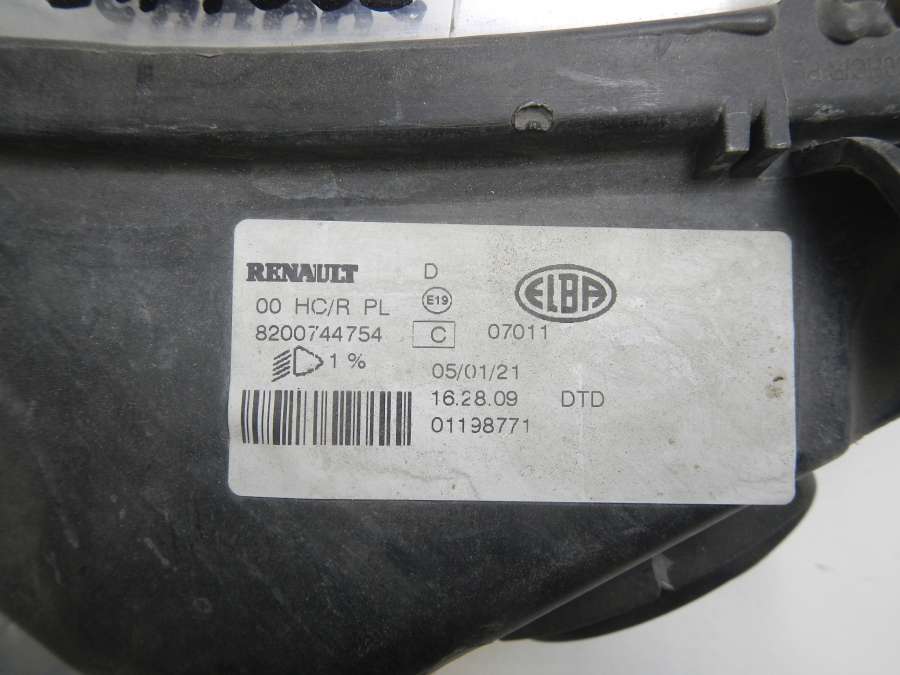 RENAULT D
E19 ELBA
00 HC/R PL
8200744754 C 07011
1 % 05/01/21
16.28.09 DTD
01198771